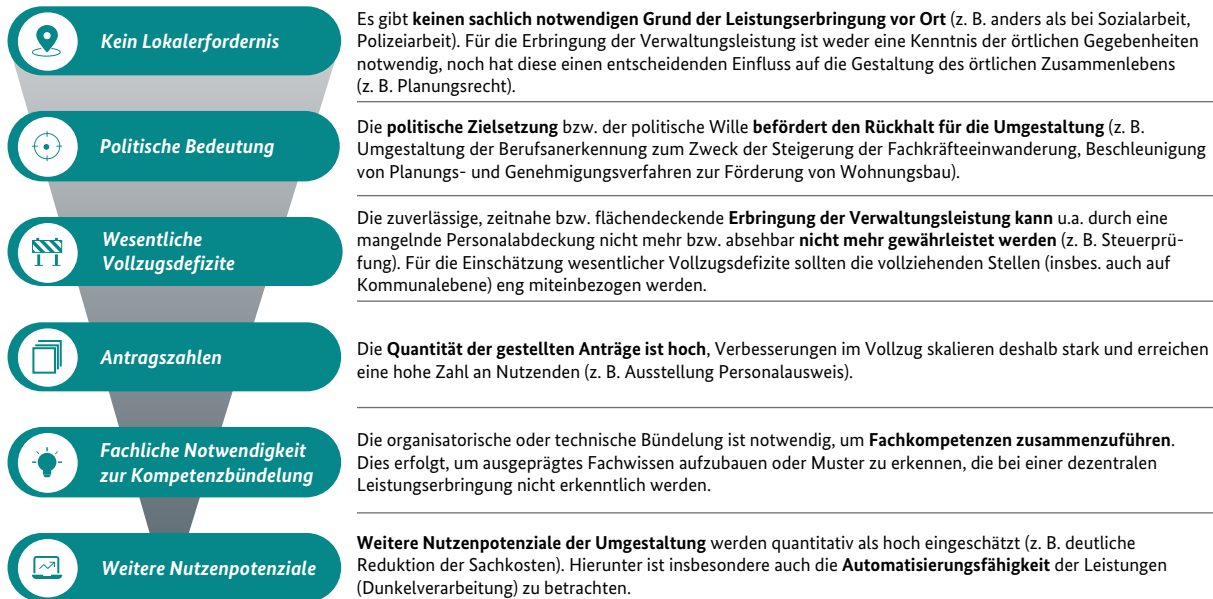 Kein Lokalerfordernis
Es gibt keinen sachlich notwendigen Grund der Leistungserbringung vor Ort (z. B. anders als bei Sozialarbeit,
Polizeiarbeit). Für die Erbringung der Verwaltungsleistung ist weder eine Kenntnis der örtlichen Gegebenheiten
notwendig, noch hat diese einen entscheidenden Einfluss auf die Gestaltung des örtlichen Zusammenlebens
(z. B. Planungsrecht).
Politische Bedeutung
Die politische Zielsetzung bzw. der politische Wille befördert den Rückhalt für die Umgestaltung (z. B.
Umgestaltung der Berufsanerkennung zum Zweck der Steigerung der Fachkräfteeinwanderung, Beschleunigung
von Planungs- und Genehmigungsverfahren zur Förderung von Wohnungsbau).
Wesentliche
Vollzugsdefizite
Die zuverlässige, zeitnahe bzw. flächendeckende Erbringung der Verwaltungsleistung kann u.a. durch eine
mangelnde Personalabdeckung nicht mehr bzw. absehbar nicht mehr gewährleistet werden (z. B. Steuerprü-
fung). Für die Einschätzung wesentlicher Vollzugsdefizite sollten die vollziehenden Stellen (insbes. auch auf
Kommunalebene) eng miteinbezogen werden.
Antragszahlen
Die Quantität der gestellten Anträge ist hoch, Verbesserungen im Vollzug skalieren deshalb stark und erreichen
eine hohe Zahl an Nutzenden (z. B. Ausstellung Personalausweis).
Fachliche Notwendigkeit
zur Kompetenzbündelung
Die organisatorische oder technische Bündelung ist notwendig, um Fachkompetenzen zusammenzuführen.
Dies erfolgt, um ausgeprägtes Fachwissen aufzubauen oder Muster zu erkennen, die bei einer dezentralen
Leistungserbringung nicht erkenntlich werden.
Weitere Nutzenpotenziale
Weitere Nutzenpotenziale der Umgestaltung werden quantitativ als hoch eingeschätzt (z. B. deutliche
Reduktion der Sachkosten). Hierunter ist insbesondere auch die Automatisierungsfähigkeit der Leistungen
(Dunkelverarbeitung) zu betrachten.